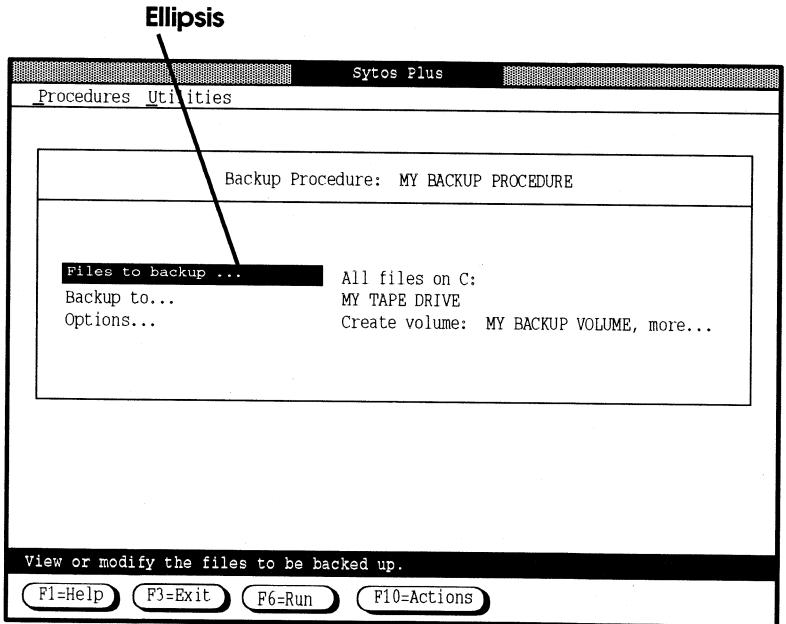 Ellipsis
Sytos Plus
Procedures Utilities
Backup Procedure: MY BACKUP PROCEDURE
Files to backup ... All files on C:
Backup to... MY TAPE DRIVE
Options... Create volume: MY BACKUP VOLUME, more...
View or modify the files to be backed up.
F1=Help F3=Exit F6=Run F10=Actions